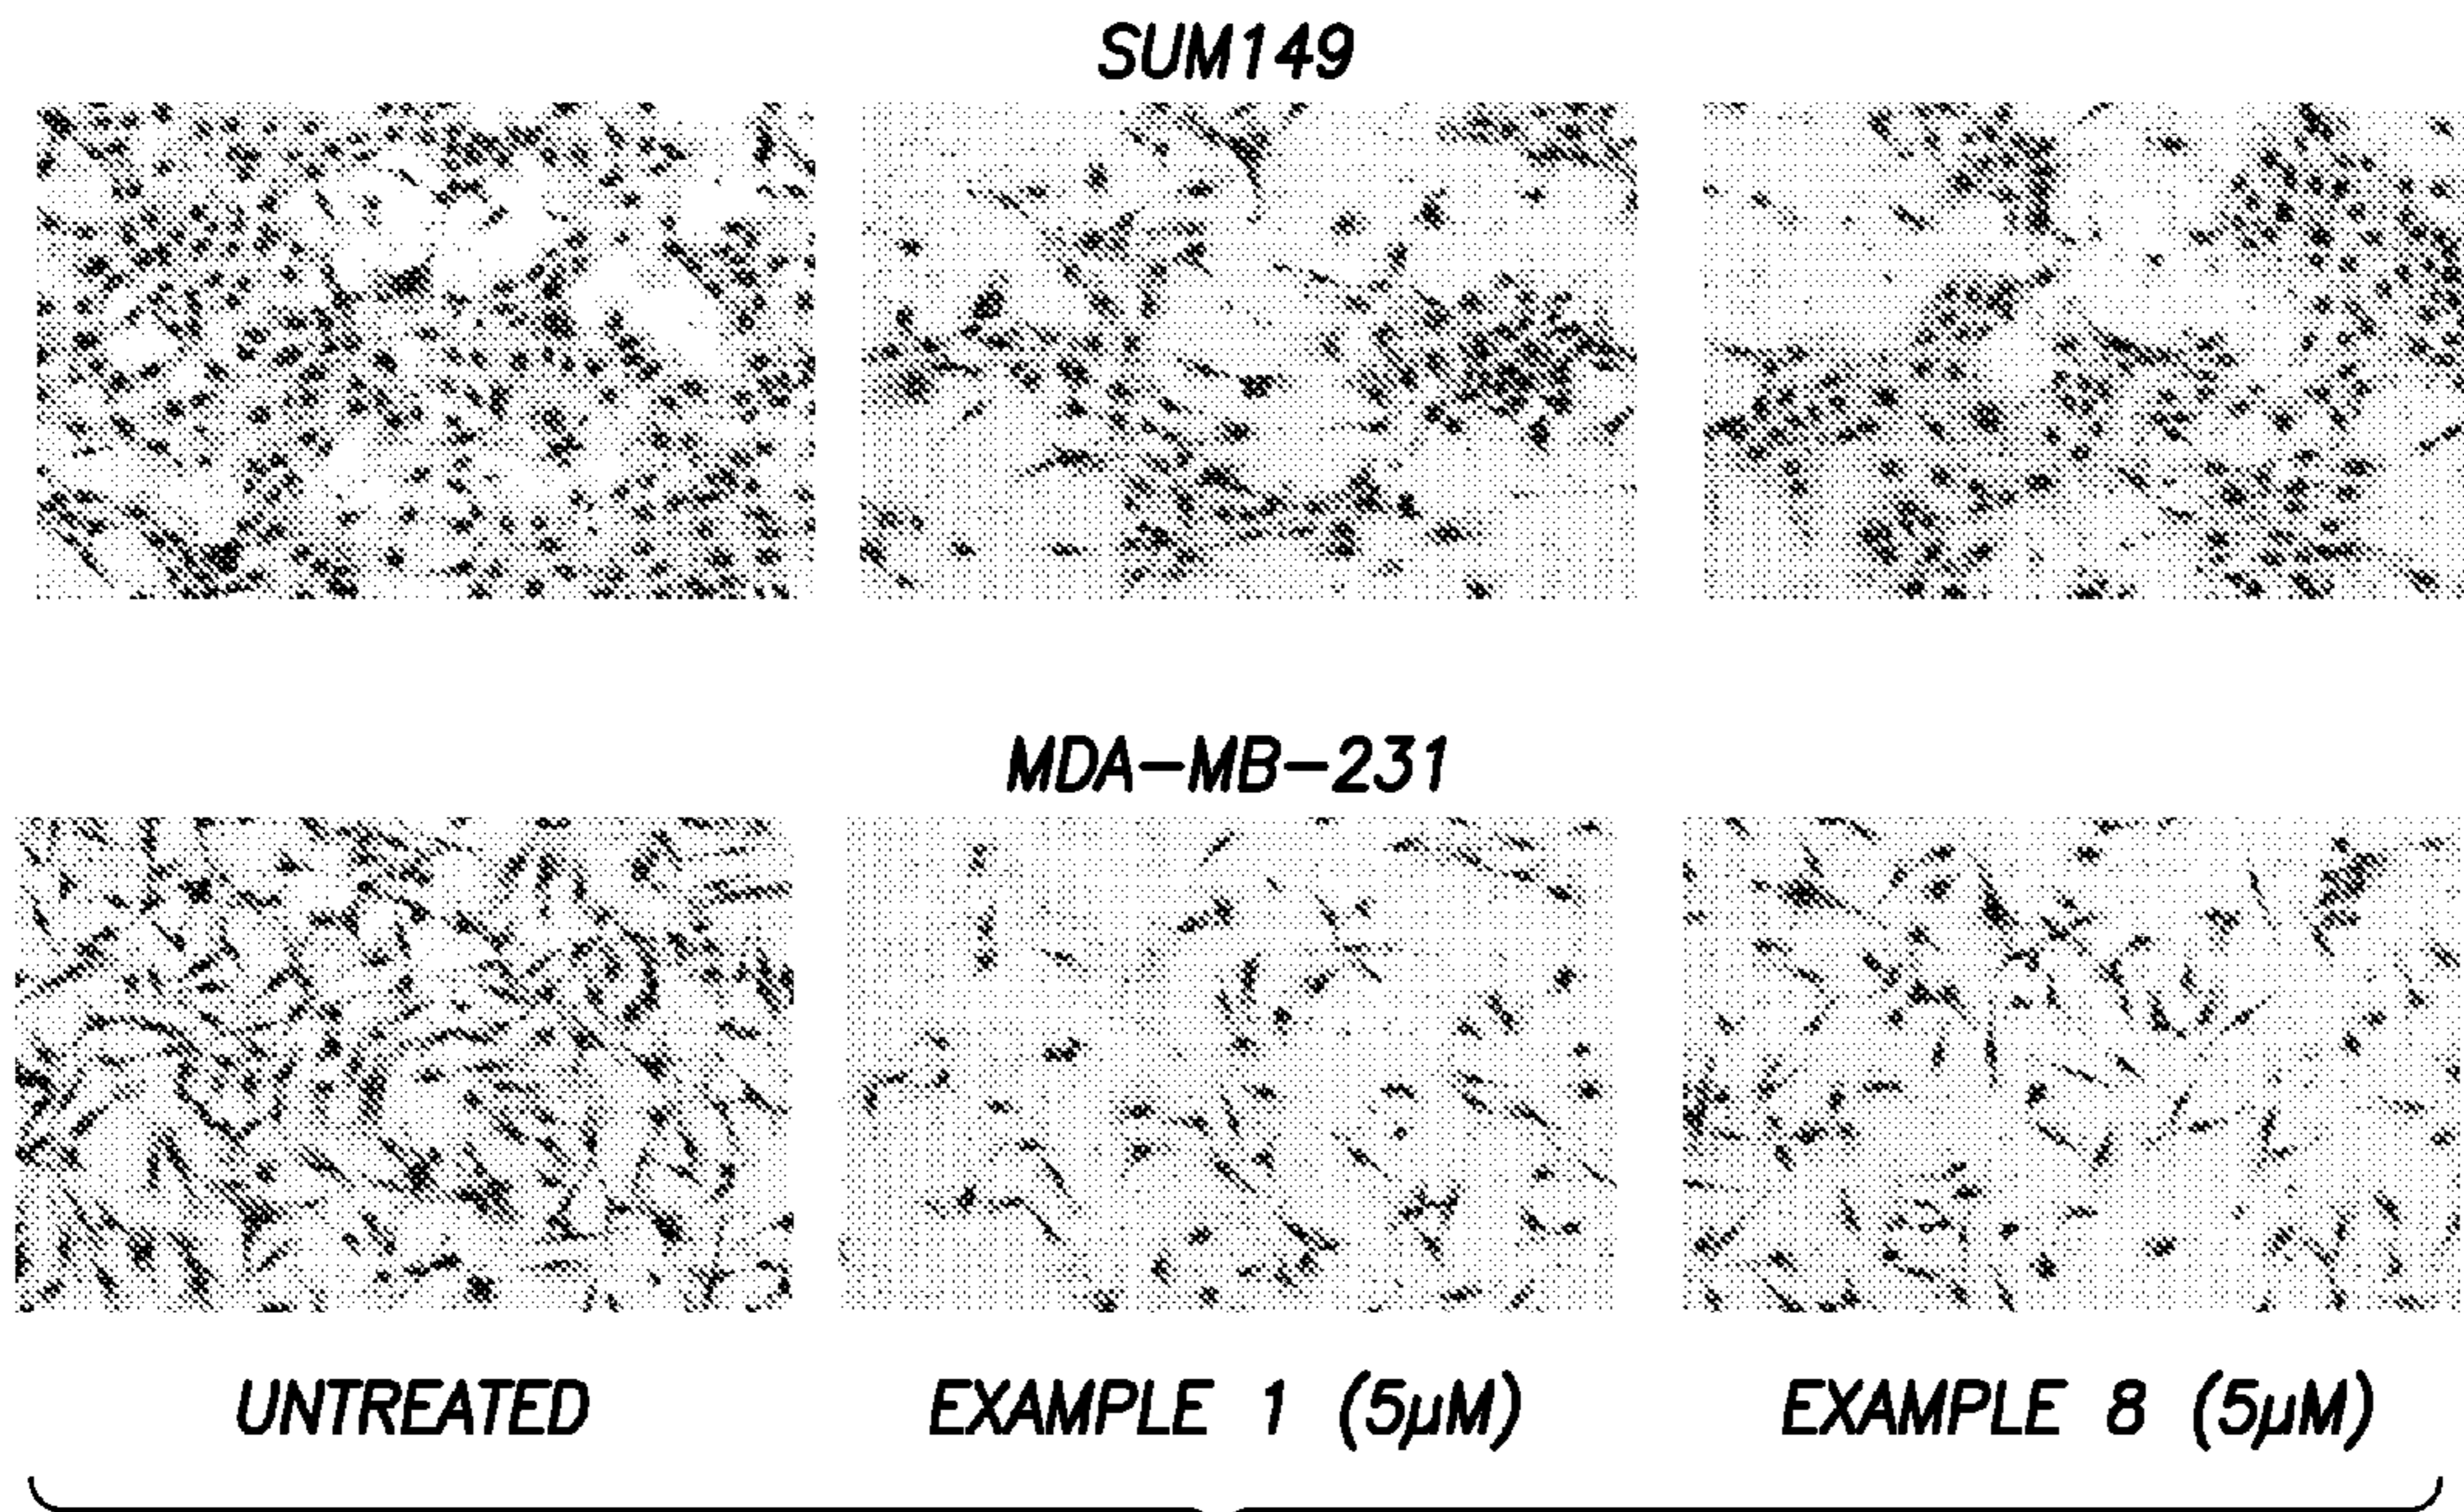 SUM149
MDA-MB-231
UNTREATED
EXAMPLE 1 (5µM)
EXAMPLE 8 (5µM)